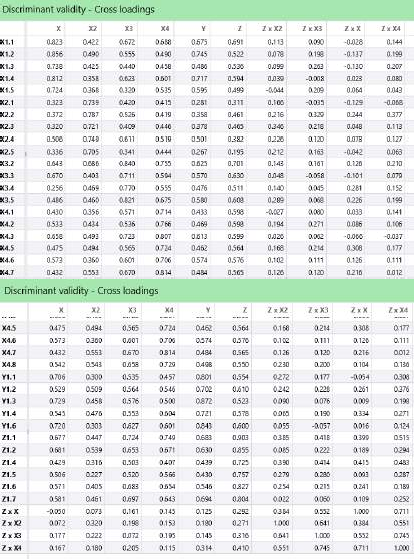 Discriminant validity - Cross loadings
X X2 X3 X4 Y Z Z x X2 Z x X3 Z x X Z x X4
X1.1 0.823 0.422 0.672 0.688 0.675 0.691 0.113 0.090 -0.028 0.144
X1.2 0.856 0.490 0.555 0.490 0.745 0.522 0.078 0.198 -0.137 0.199
X1.3 0.738 0.425 0.440 0.458 0.486 0.536 0.099 0.263 -0.130 0.207
X1.4 0.812 0.358 0.623 0.601 0.717 0.594 0.039 -0.008 0.023 0.080
X1.5 0.724 0.368 0.320 0.535 0.595 0.499 -0.044 0.209 0.064 0.043
X2.1 0.323 0.739 0.420 0.415 0.281 0.311 0.166 -0.035 -0.129 -0.068
X2.2 0.372 0.787 0.526 0.419 0.358 0.461 0.216 0.329 0.244 0.377
X2.3 0.320 0.721 0.409 0.446 0.378 0.465 0.346 0.218 0.048 0.113
X2.4 0.508 0.748 0.611 0.519 0.501 0.382 0.226 0.120 0.078 0.127
X2.5 0.336 0.705 0.341 0.444 0.267 0.195 0.212 0.163 -0.042 0.063
X3.2 0.643 0.686 0.840 0.755 0.625 0.701 0.143 0.161 0.126 0.210
X3.3 0.670 0.403 0.711 0.594 0.570 0.630 0.048 -0.058 -0.101 0.079
X3.4 0.256 0.469 0.770 0.535 0.476 0.511 0.140 0.045 0.281 0.152
X3.5 0.486 0.460 0.821 0.675 0.580 0.608 0.289 0.068 0.226 0.199
X4.1 0.430 0.356 0.571 0.714 0.433 0.598 -0.027 0.080 0.033 0.141
X4.2 0.533 0.434 0.536 0.766 0.469 0.598 0.194 0.271 0.086 0.106
X4.3 0.658 0.493 0.723 0.807 0.613 0.599 0.026 0.062 -0.066 -0.037
X4.5 0.475 0.494 0.565 0.724 0.462 0.564 0.168 0.214 0.308 0.177
X4.6 0.573 0.360 0.601 0.706 0.574 0.576 0.102 0.111 0.126 0.111
X4.7 0.432 0.553 0.670 0.814 0.484 0.565 0.126 0.120 0.216 0.012
Discriminant validity - Cross loadings
X X2 X3 X4 Y Z Z x X2 Z x X3 Z x X Z x X4
X4.5 0.475 0.494 0.565 0.724 0.462 0.564 0.168 0.214 0.308 0.177
X4.6 0.573 0.360 0.601 0.706 0.574 0.576 0.102 0.111 0.126 0.111
X4.7 0.432 0.553 0.670 0.814 0.484 0.565 0.126 0.120 0.216 0.012
X4.8 0.542 0.543 0.658 0.729 0.498 0.550 0.230 0.200 0.104 0.136
Y1.1 0.706 0.300 0.535 0.457 0.801 0.554 0.272 0.177 -0.054 0.308
Y1.2 0.529 0.509 0.564 0.546 0.702 0.610 0.242 0.228 0.261 0.376
Y1.3 0.729 0.458 0.576 0.500 0.872 0.523 0.090 0.076 0.009 0.198
Y1.4 0.545 0.476 0.553 0.604 0.721 0.578 0.065 0.190 0.334 0.271
Y1.6 0.720 0.303 0.627 0.601 0.843 0.600 0.055 -0.057 0.016 0.124
Z1.1 0.677 0.447 0.724 0.749 0.683 0.903 0.385 0.418 0.399 0.515
Z1.2 0.681 0.539 0.653 0.671 0.630 0.855 0.085 0.222 0.189 0.294
Z1.4 0.429 0.316 0.503 0.407 0.439 0.725 0.390 0.414 0.415 0.483
Z1.5 0.506 0.227 0.520 0.566 0.430 0.757 0.279 0.280 0.093 0.287
Z1.6 0.571 0.405 0.683 0.654 0.546 0.827 0.254 0.215 0.241 0.189
Z1.7 0.581 0.461 0.697 0.643 0.694 0.804 0.022 0.060 0.109 0.252
Z x X -0.050 0.073 0.161 0.145 0.125 0.292 0.384 0.552 1.000 0.711
Z x X2 0.072 0.320 0.198 0.153 0.180 0.271 1.000 0.641 0.384 0.551
Z x X3 0.177 0.222 0.072 0.195 0.145 0.316 0.641 1.000 0.552 0.745
Z x X4 0.167 0.180 0.205 0.115 0.314 0.410 0.551 0.745 0.711 1.000